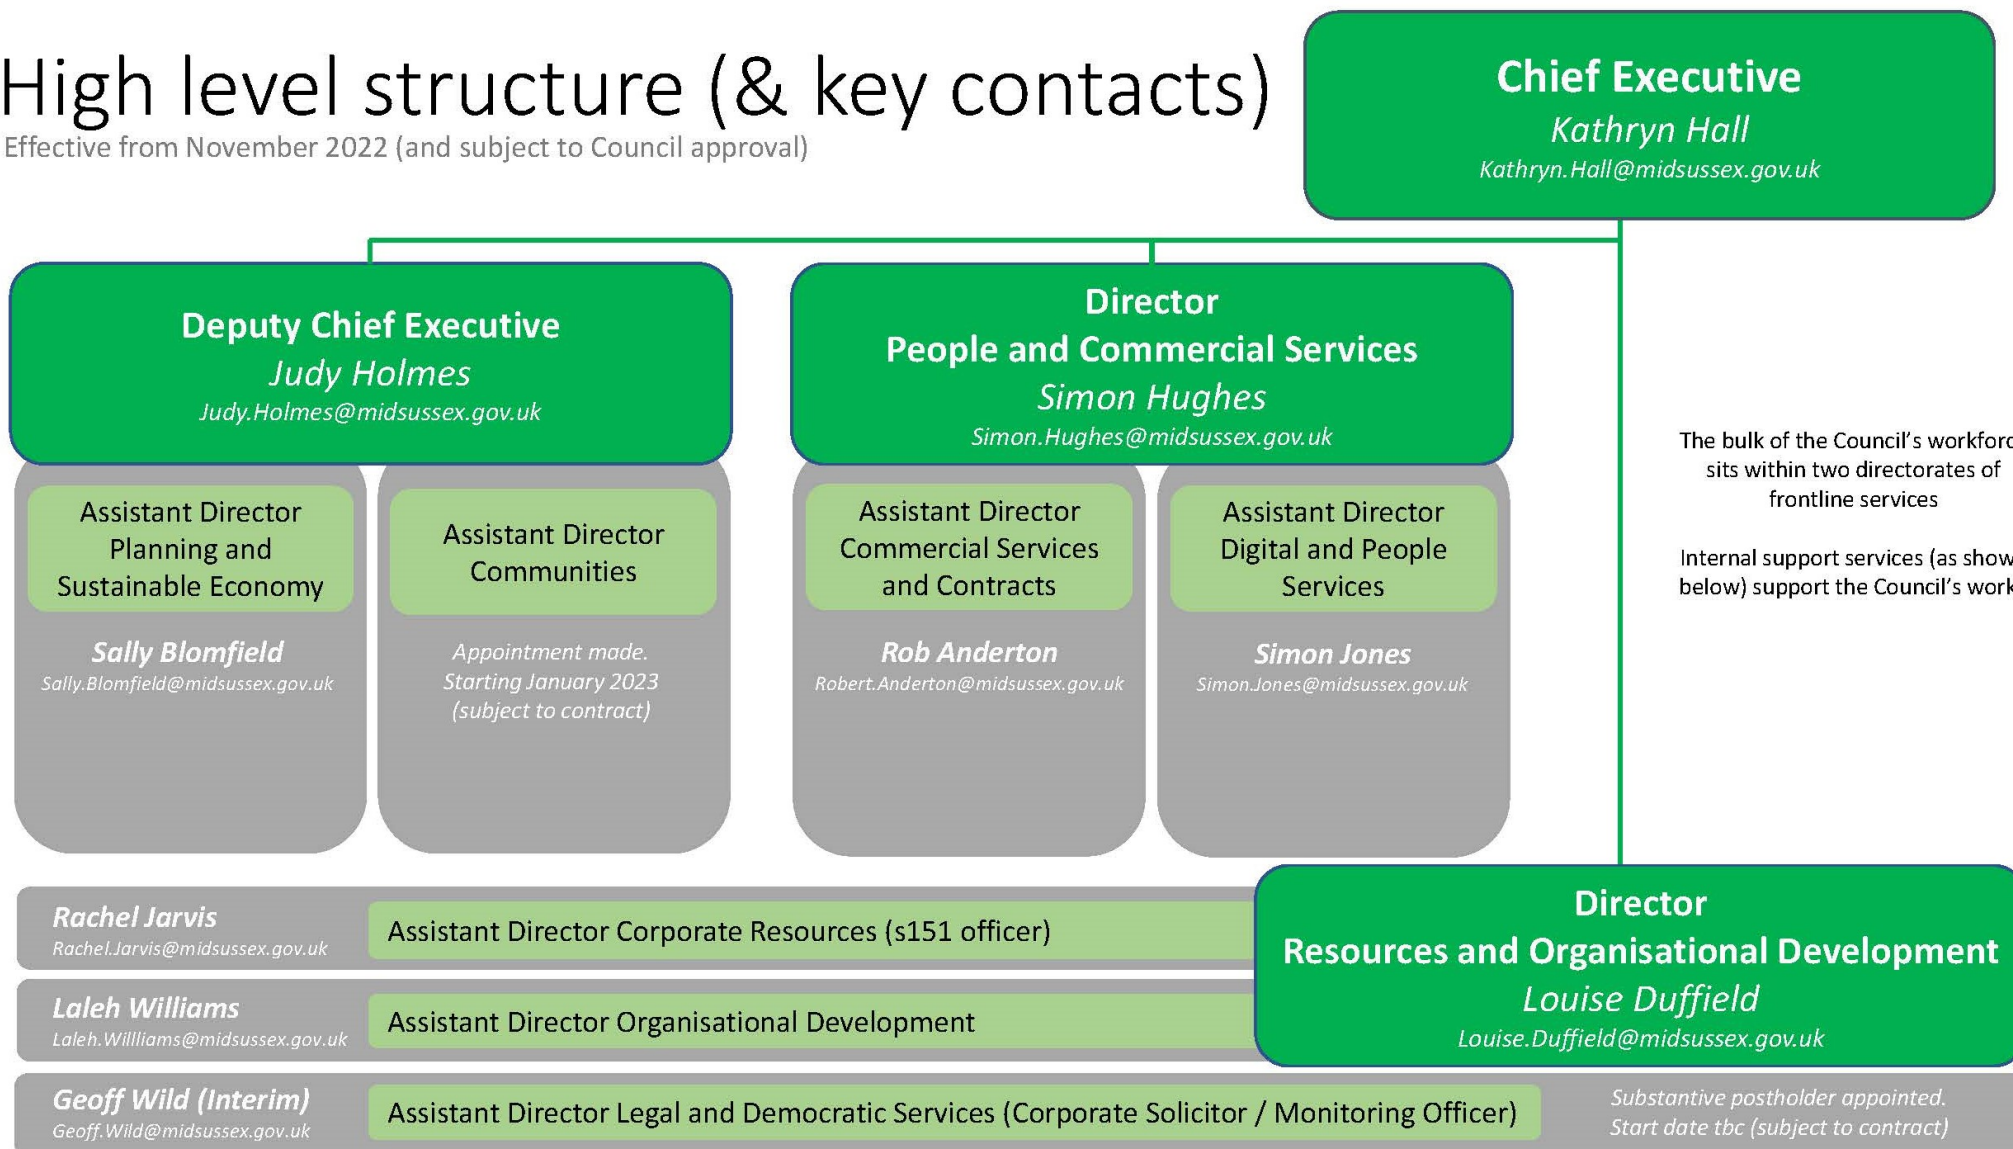 High level structure (& key contacts)
Effective from November 2022 (and subject to Council approval)
Chief Executive
Kathryn Hall
Kathryn.Hall@midsussex.gov.uk
Deputy Chief Executive
Judy Holmes
Judy.Holmes@midsussex.gov.uk
Director
People and Commercial Services
Simon Hughes
Simon.Hughes@midsussex.gov.uk
Assistant Director
Planning and
Sustainable Economy
Sally Blomfield
Sally.Blomfield@midsussex.gov.uk
Assistant Director
Communities
Appointment made.
Starting January 2023
(subject to contract)
Assistant Director
Commercial Services
and Contracts
Rob Anderton
Robert.Anderton@midsussex.gov.uk
Assistant Director
Digital and People
Services
Simon Jones
Simon.Jones@midsussex.gov.uk
The bulk of the Council's
sits within two directorates of
frontline services
Internal support services (as
below) support the Council's work
Rachel Jarvis
Rachel.Jarvis@midsussex.gov.uk
Assistant Director Corporate Resources (s151 officer)
Laleh Williams
Laleh.Willliams@midsussex.gov.uk
Assistant Director Organisational Development
Director
Resources and Organisational Development
Louise Duffield
Louise.Duffield@midsussex.gov.uk
Geoff Wild (Interim)
Geoff.Wild@midsussex.gov.uk
Assistant Director Legal and Democratic Services (Corporate Solicitor / Monitoring Officer)
Substantive postholder appointed.
Start date tbc (subject to contract)